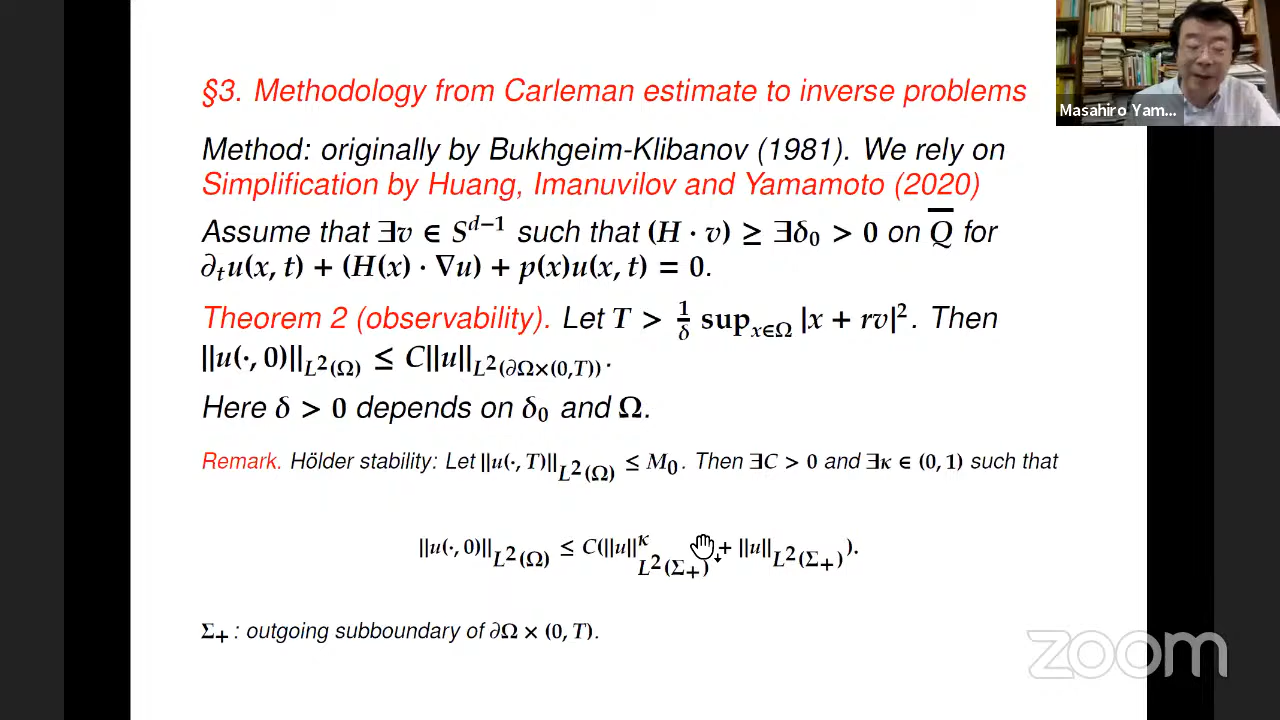 §3. Methodology from Carleman estimate to inverse problems
Masahiro Yam...
Method: originally by Bukhgeim-Klibanov (1981). We rely on
Simplification by Huang, Imanuvilov and Yamamoto (2020)
Assume that ∃v ∈ S^{d−1} such that (H · v) ≥ ∃δ₀ > 0 on Q̅ for
∂ₜu(x, t) + (H(x) · ∇u) + p(x)u(x, t) = 0.
Theorem 2 (observability). Let T > 1/δ sup_{x∈Ω} |x + rv|². Then
||u(·, 0)||_{L²(Ω)} ≤ C||u||_{L²(∂Ω×(0,T))}.
Here δ > 0 depends on δ₀ and Ω.
Remark. Hölder stability: Let ||u(·, T)||_{L²(Ω)} ≤ M₀. Then ∃C > 0 and ∃κ ∈ (0, 1) such that
||u(·, 0)||_{L²(Ω)} ≤ C(||u||^κ_{L²(Σ₊)} + ||u||_{L²(Σ₊)}).
Σ₊ : outgoing subboundary of ∂Ω × (0, T).
zoom